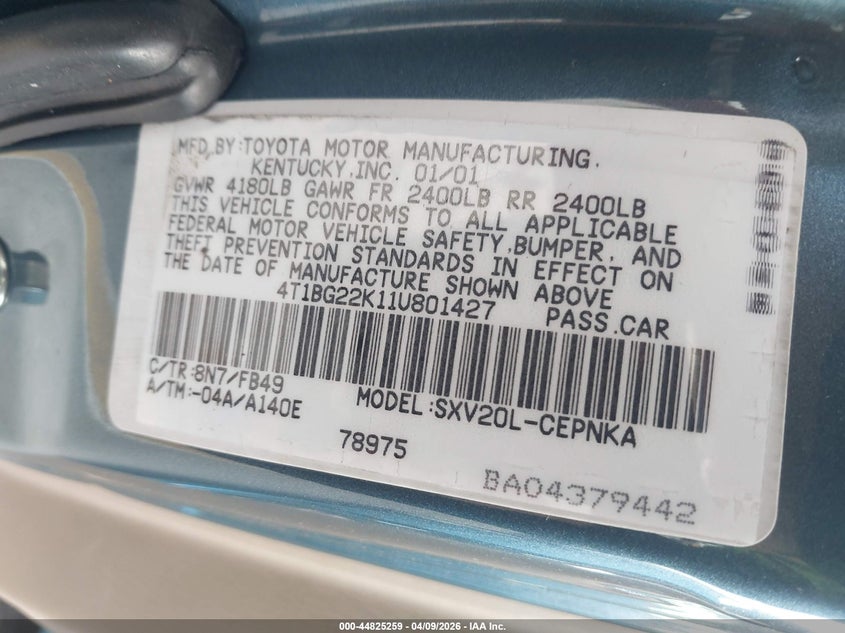 MFD.BY:TOYOTA MOTOR MANUFACTURING.
KENTUCKY.INC. 01/01
GVWR 4180LB GAWR FR 2400LB RR 2400LB
THIS VEHICLE CONFORMS TO ALL APPLICABLE
FEDERAL MOTOR VEHICLE SAFETY,BUMPER, AND
THEFT PREVENTION STANDARDS IN EFFECT ON
THE DATE OF MANUFACTURE SHOWN ABOVE
4T1BG22K11U801427 PASS.CAR
C/TR:8N7/FB49
A/TM:-04A/A140E MODEL:SXV20L-CEPNKA
78975
BA04379442
000-44825259 | 04/09/2026 – IAA Inc.